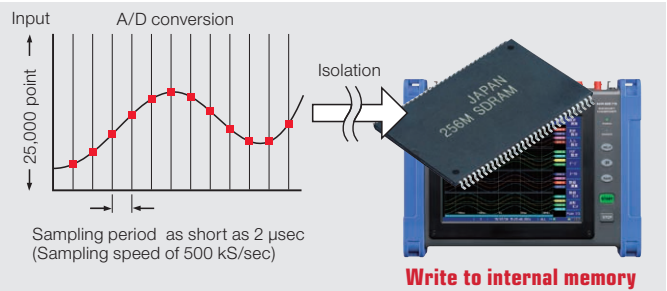 Input
A/D conversion
25,000 point
Isolation
JAPAN
256M SDRAM
START
Sampling period as short as 2 µsec
(Sampling speed of 500 kS/sec)
Write to internal memory